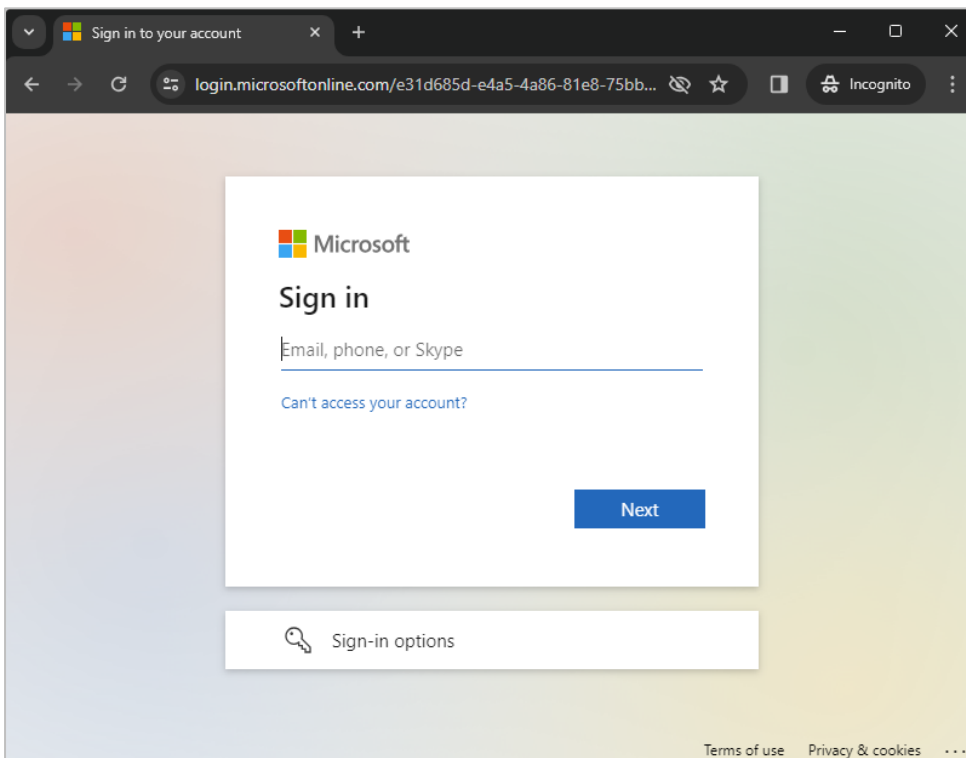 Sign in to your account
login.microsoftonline.com/e31d685d-e4a5-4a86-81e8-75bb...
Incognito
Microsoft
Sign in
Email, phone, or Skype
Can't access your account?
Next
Sign-in options
Terms of use Privacy & cookies ...